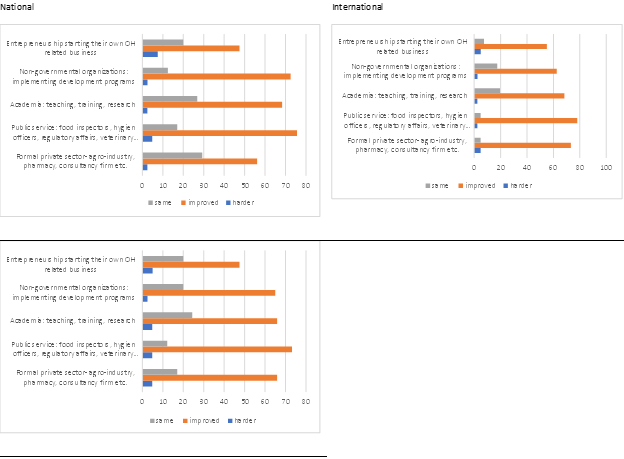 National
International
Entrepreneurship starting their own OH
related business
Non-governmental organizations:
implementing development programs
Academia: teaching, training, research
Public service: food inspectors, hygien
officers, regulatory affairs, veterinary...
Formal private sector- agro-industry,
pharmacy, consultancy firm etc.
0 10 20 30 40 50 60 70 80
same improved harder
Entrepreneurship starting their own OH
related business
Non-governmental organizations:
implementing development programs
Academia: teaching, training, research
Public service: food inspectors, hygien
officers, regulatory affairs, veterinary...
Formal private sector- agro-industry,
pharmacy, consultancy firm etc.
0 20 40 60 80 100
same improved harder
Entrepreneurship starting their own OH
related business
Non-governmental organizations:
implementing development programs
Academia: teaching, training, research
Public service: food inspectors, hygien
officers, regulatory affairs, veterinary...
Formal private sector- agro-industry,
pharmacy, consultancy firm etc.
0 10 20 30 40 50 60 70 80
same improved harder